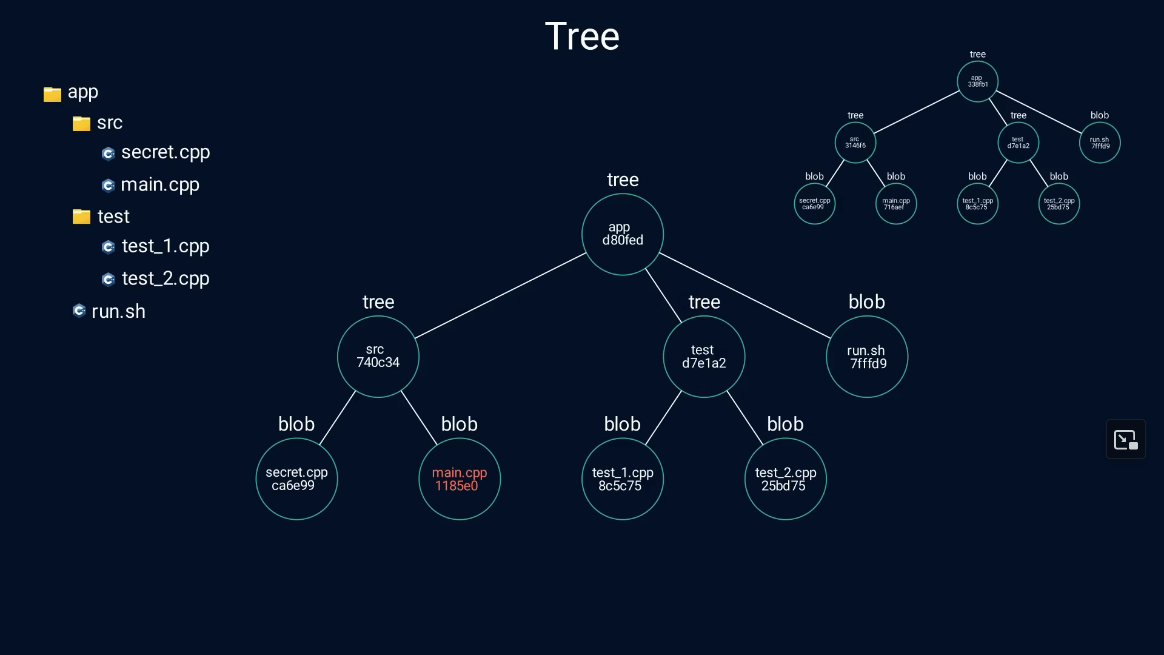 Tree
app
src
secret.cpp
main.cpp
test
test_1.cpp
test_2.cpp
run.sh
tree
app
d80fed
tree
src
740c34
tree
test
d7e1a2
blob
run.sh
7fffd9
blob
secret.cpp
ca6e99
blob
main.cpp
1185e0
blob
test_1.cpp
8c5c75
blob
test_2.cpp
25bd75
tree
app
338fb1
tree
src
3146f6
tree
test
d7e1a2
blob
run.sh
7fffd9
blob
secret.cpp
ca6e99
blob
main.cpp
716aef
blob
test_1.cpp
8c5c75
blob
test_2.cpp
25bd75